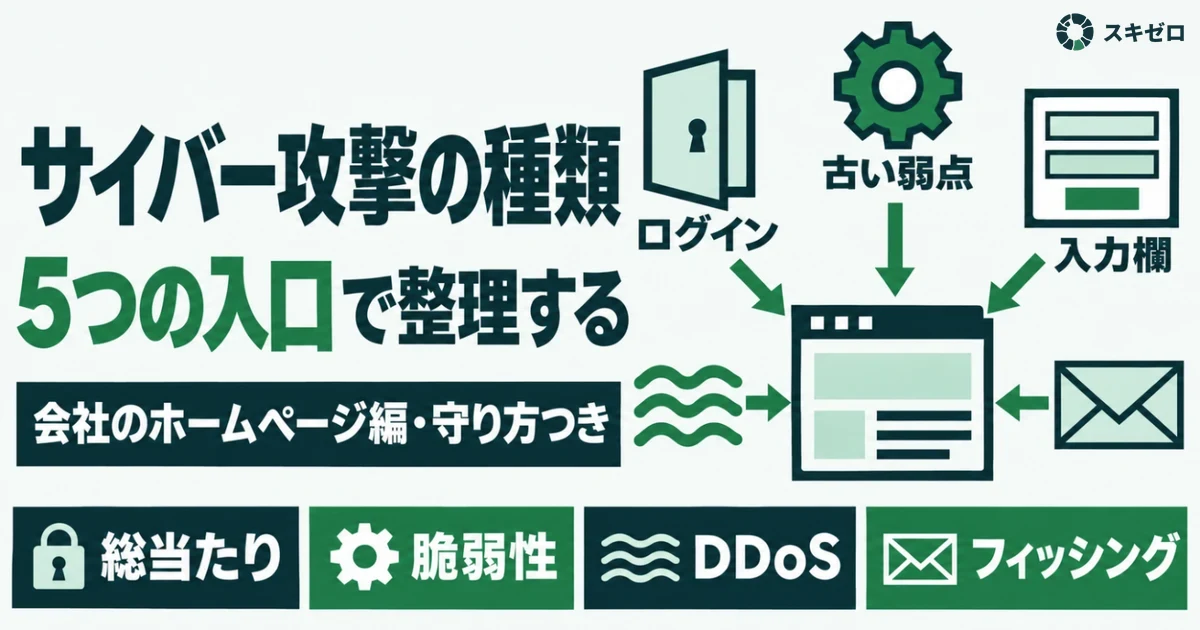 スキゼロ
サイバー攻撃の種類
5つの入口で整理する
会社のホームページ編・守り方つき
ログイン
古い弱点
入力欄
総当たり
脆弱性
DDoS
フィッシング